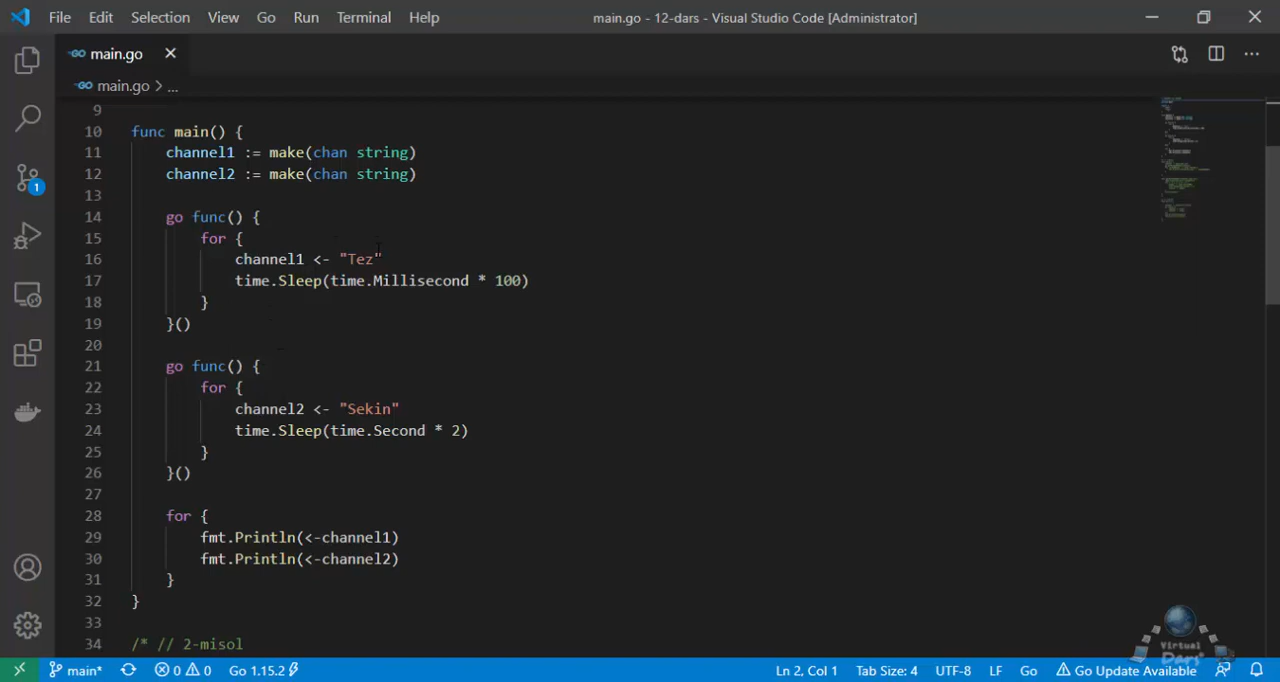 File Edit Selection View Go Run Terminal Help main.go - 12-dars - Visual Studio Code [Administrator]
main.go
main.go > ...
9
10 func main() {
11 channel1 := make(chan string)
12 channel2 := make(chan string)
13
14 go func() {
15 for {
16 channel1 <- "Tez"
17 time.Sleep(time.Millisecond * 100)
18 }
19 }()
20
21 go func() {
22 for {
23 channel2 <- "Sekin"
24 time.Sleep(time.Second * 2)
25 }
26 }()
27
28 for {
29 fmt.Println(<-channel1)
30 fmt.Println(<-channel2)
31 }
32 }
33
34 /* // 2-misol
1
Virtual
Dars
main* 0 0 Go 1.15.2 Ln 2, Col 1 Tab Size: 4 UTF-8 LF Go Go Update Available